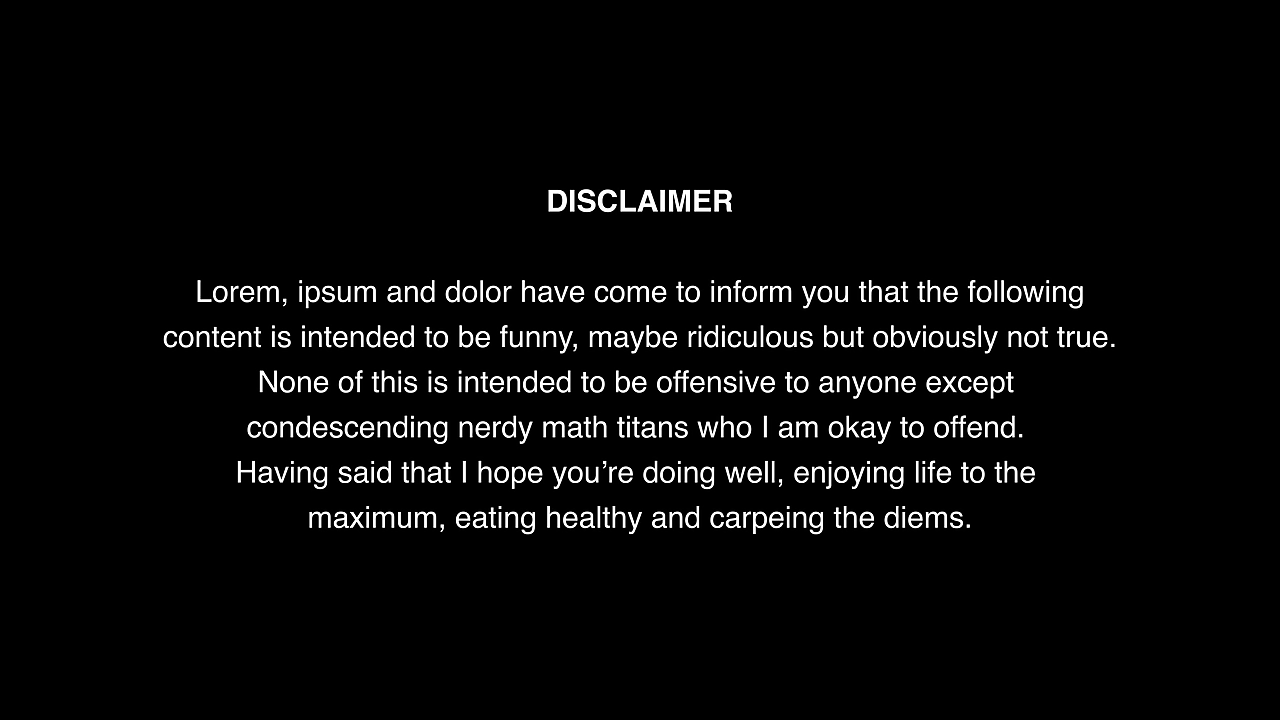 DISCLAIMER
Lorem, ipsum and dolor have come to inform you that the following
content is intended to be funny, maybe ridiculous but obviously not true.
None of this is intended to be offensive to anyone except
condescending nerdy math titans who I am okay to offend.
Having said that I hope you’re doing well, enjoying life to the
maximum, eating healthy and carpeing the diems.